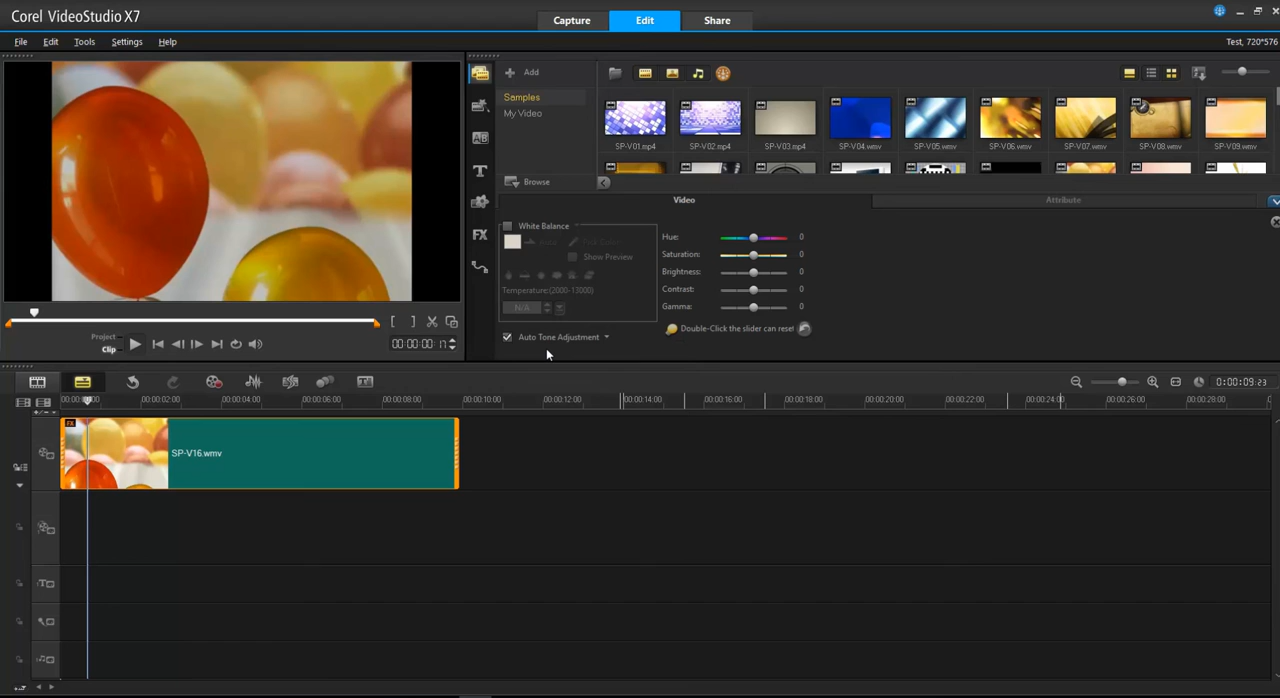 Corel VideoStudio X7
Capture
Edit
Share
File
Edit
Tools
Settings
Help
Test, 720*576
Add
Samples
My Video
Browse
SP-V01.mp4
SP-V02.mp4
SP-V03.mp4
SP-V04.wmv
SP-V05.wmv
SP-V06.wmv
SP-V07.wmv
SP-V08.wmv
SP-V09.wmv
Video
Attribute
White Balance
Show Preview
Temperature:(2000-13000)
N/A
Auto Tone Adjustment
Hue: 0
Saturation: 0
Brightness: 0
Contrast: 0
Gamma: 0
Double-Click the slider can reset
Project
Clip
AB
T
FX
0:00:09:23
00:00:02:00
00:00:04:00
00:00:06:00
00:00:08:00
00:00:10:00
00:00:12:00
00:00:14:00
00:00:16:00
00:00:18:00
00:00:20:00
00:00:22:00
00:00:24:00
00:00:26:00
00:00:28:00
FX
SP-V16.wmv